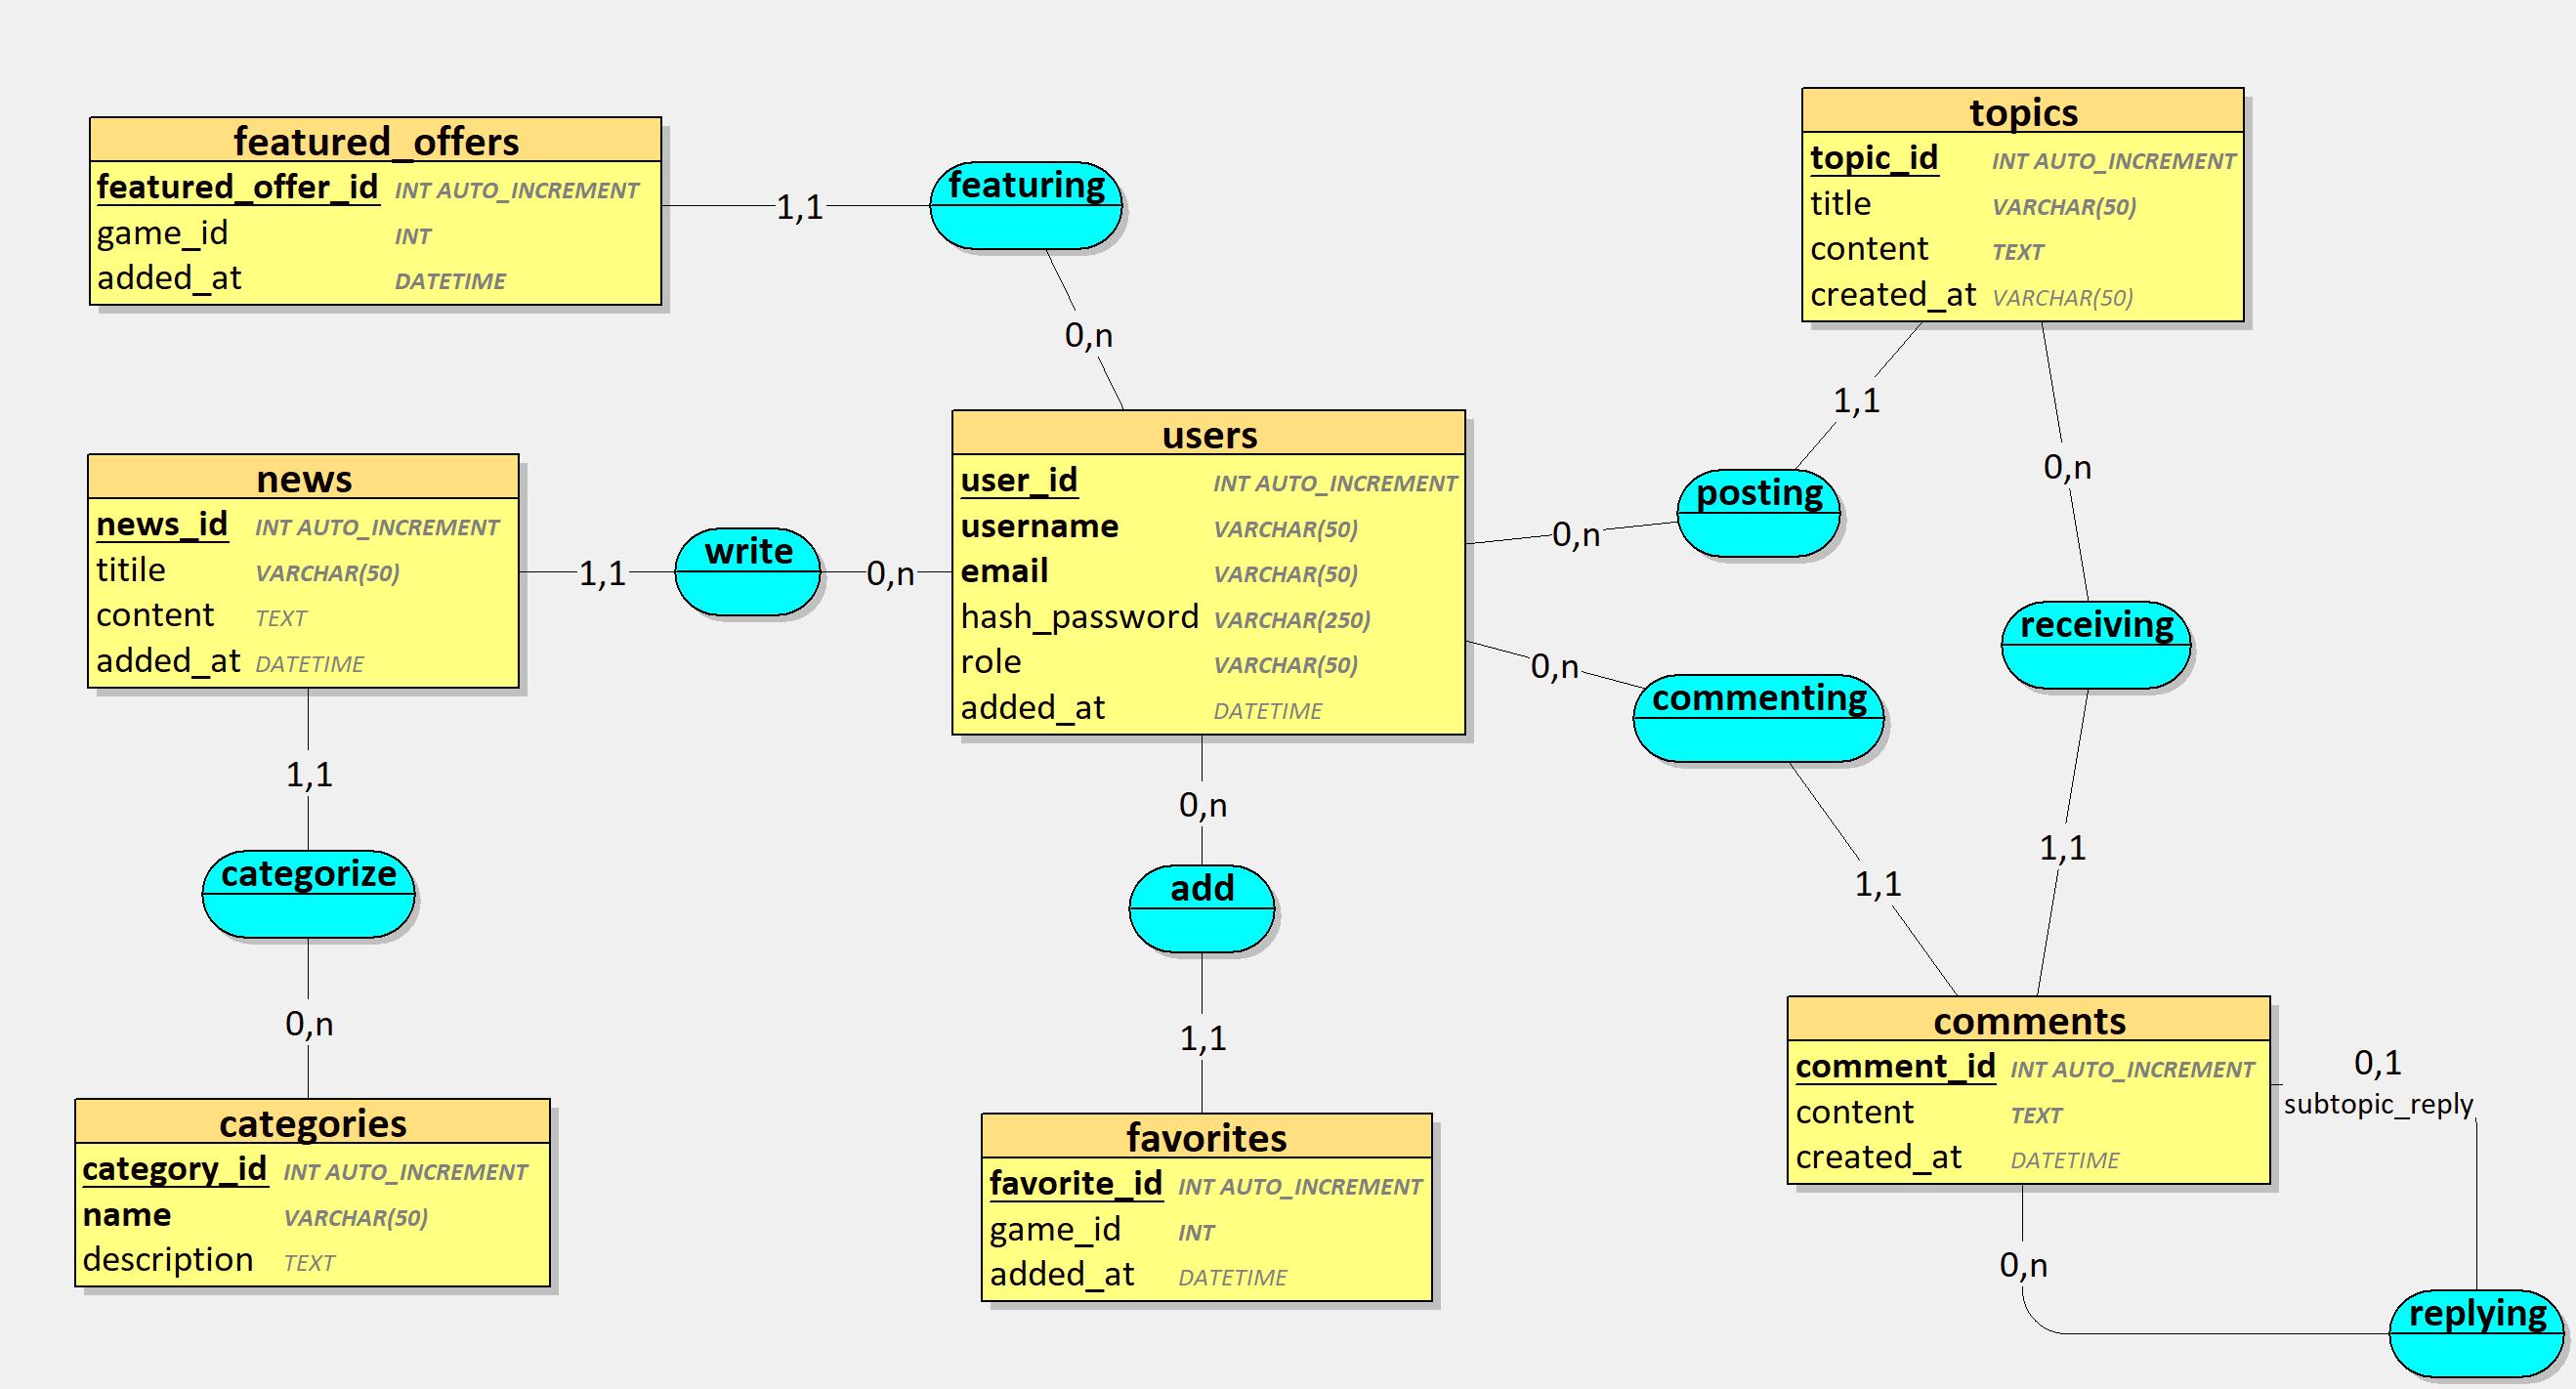 featured_offers
featured_offer_id INT AUTO_INCREMENT
game_id INT
added_at DATETIME
1,1
featuring
0,n
topics
topic_id INT AUTO_INCREMENT
title VARCHAR(50)
content TEXT
created_at VARCHAR(50)
1,1
0,n
news
news_id INT AUTO_INCREMENT
titile VARCHAR(50)
content TEXT
added_at DATETIME
1,1
write
0,n
users
user_id INT AUTO_INCREMENT
username VARCHAR(50)
email VARCHAR(50)
hash_password VARCHAR(250)
role VARCHAR(50)
added_at DATETIME
0,n
posting
0,n
commenting
receiving
1,1
1,1
1,1
categorize
0,n
0,n
add
1,1
categories
category_id INT AUTO_INCREMENT
name VARCHAR(50)
description TEXT
favorites
favorite_id INT AUTO_INCREMENT
game_id INT
added_at DATETIME
comments
comment_id INT AUTO_INCREMENT
content TEXT
created_at DATETIME
0,1
subtopic_reply
0,n
replying